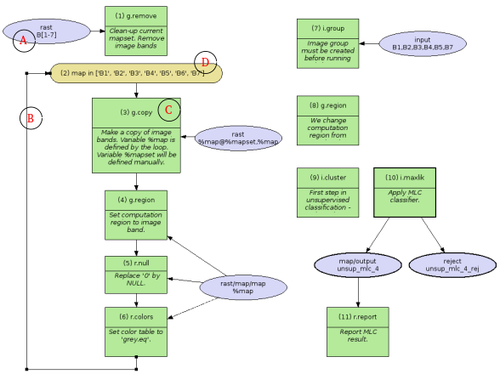 (1) g.remove
Clean-up current
mapset. Remove
image bands
rast
B[1-7]
A
D
(2) map in ['B1', 'B2', 'B3', 'B4', 'B5', 'B6', 'B7']
B
(3) g.copy
C
Make a copy of image
bands. Variable %map is
defined by the loop.
Variable %mapset will be
defined manually.
rast
%map@%mapset,%map
(4) g.region
Set computation
region to image
band.
(5) r.null
Replace '0' by
NULL.
rast/map/map
%map
(6) r.colors
Set color table to
'grey.eq'.
(7) i.group
Image group must be
created before
running
input
B1,B2,B3,B4,B5,B7
(8) g.region
We change
computation
region from
(9) i.cluster
First step in
unsupervised
classification -
(10) i.maxlik
Apply MLC
classifier.
map/output
unsup_mlc_4
reject
unsup_mlc_4_rej
(11) r.report
Report MLC
result.